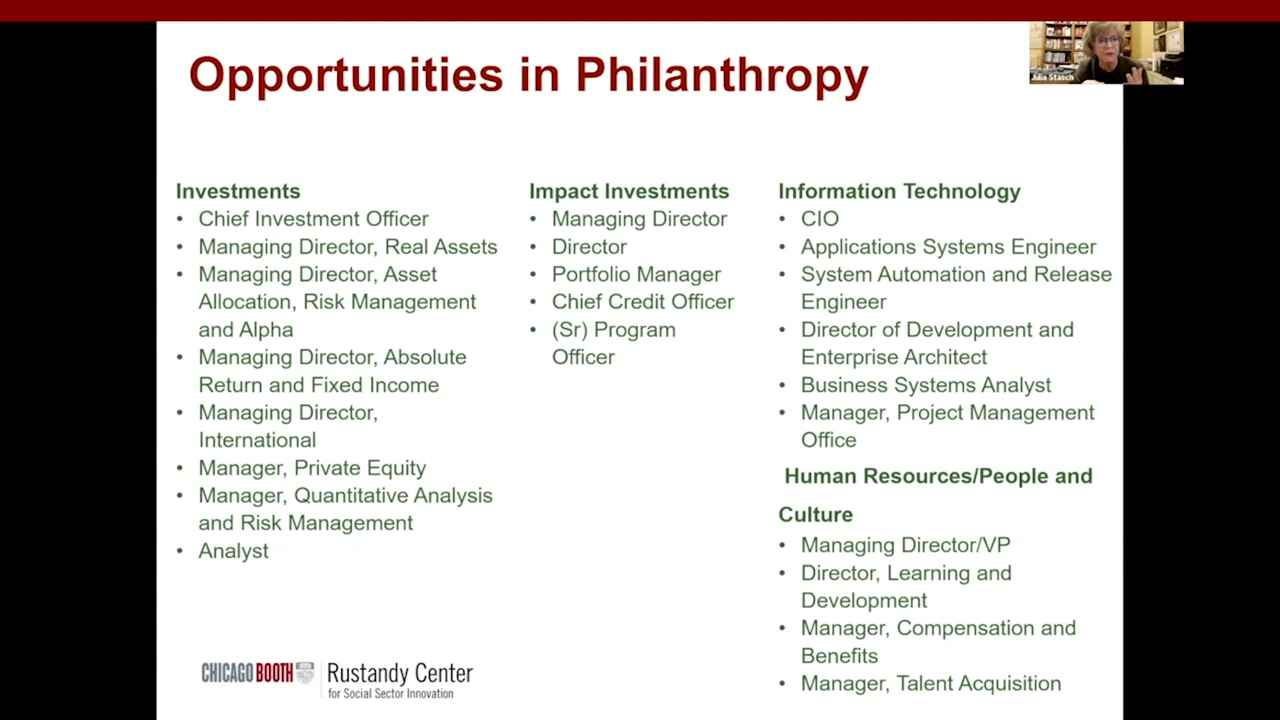 Opportunities in Philanthropy
Julia Stasch
Investments
• Chief Investment Officer
• Managing Director, Real Assets
• Managing Director, Asset
Allocation, Risk Management
and Alpha
• Managing Director, Absolute
Return and Fixed Income
• Managing Director,
International
• Manager, Private Equity
• Manager, Quantitative Analysis
and Risk Management
• Analyst
Impact Investments
• Managing Director
• Director
• Portfolio Manager
• Chief Credit Officer
• (Sr) Program
Officer
Information Technology
• CIO
• Applications Systems Engineer
• System Automation and Release
Engineer
• Director of Development and
Enterprise Architect
• Business Systems Analyst
• Manager, Project Management
Office
Human Resources/People and
Culture
• Managing Director/VP
• Director, Learning and
Development
• Manager, Compensation and
Benefits
• Manager, Talent Acquisition
CHICAGO BOOTH
Rustandy Center
for Social Sector Innovation